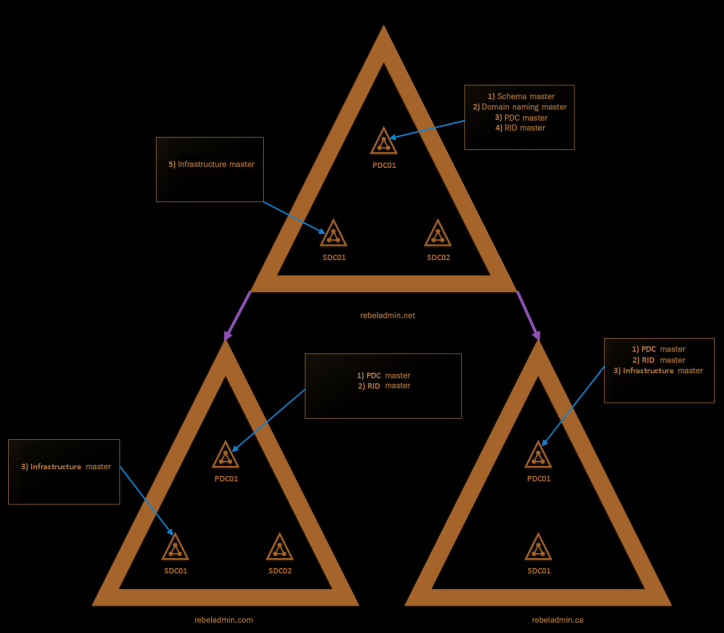 1) Schema master
2) Domain naming master
3) PDC master
4) RID master
PDC01
5) Infrastructure master
SDC01
SDC02
rebeladmin.net
1) PDC master
2) RID master
PDC01
3) Infrastructure master
SDC01
SDC02
rebeladmin.com
1) PDC master
2) RID master
3) Infrastructure master
PDC01
SDC01
rebeladmin.ca